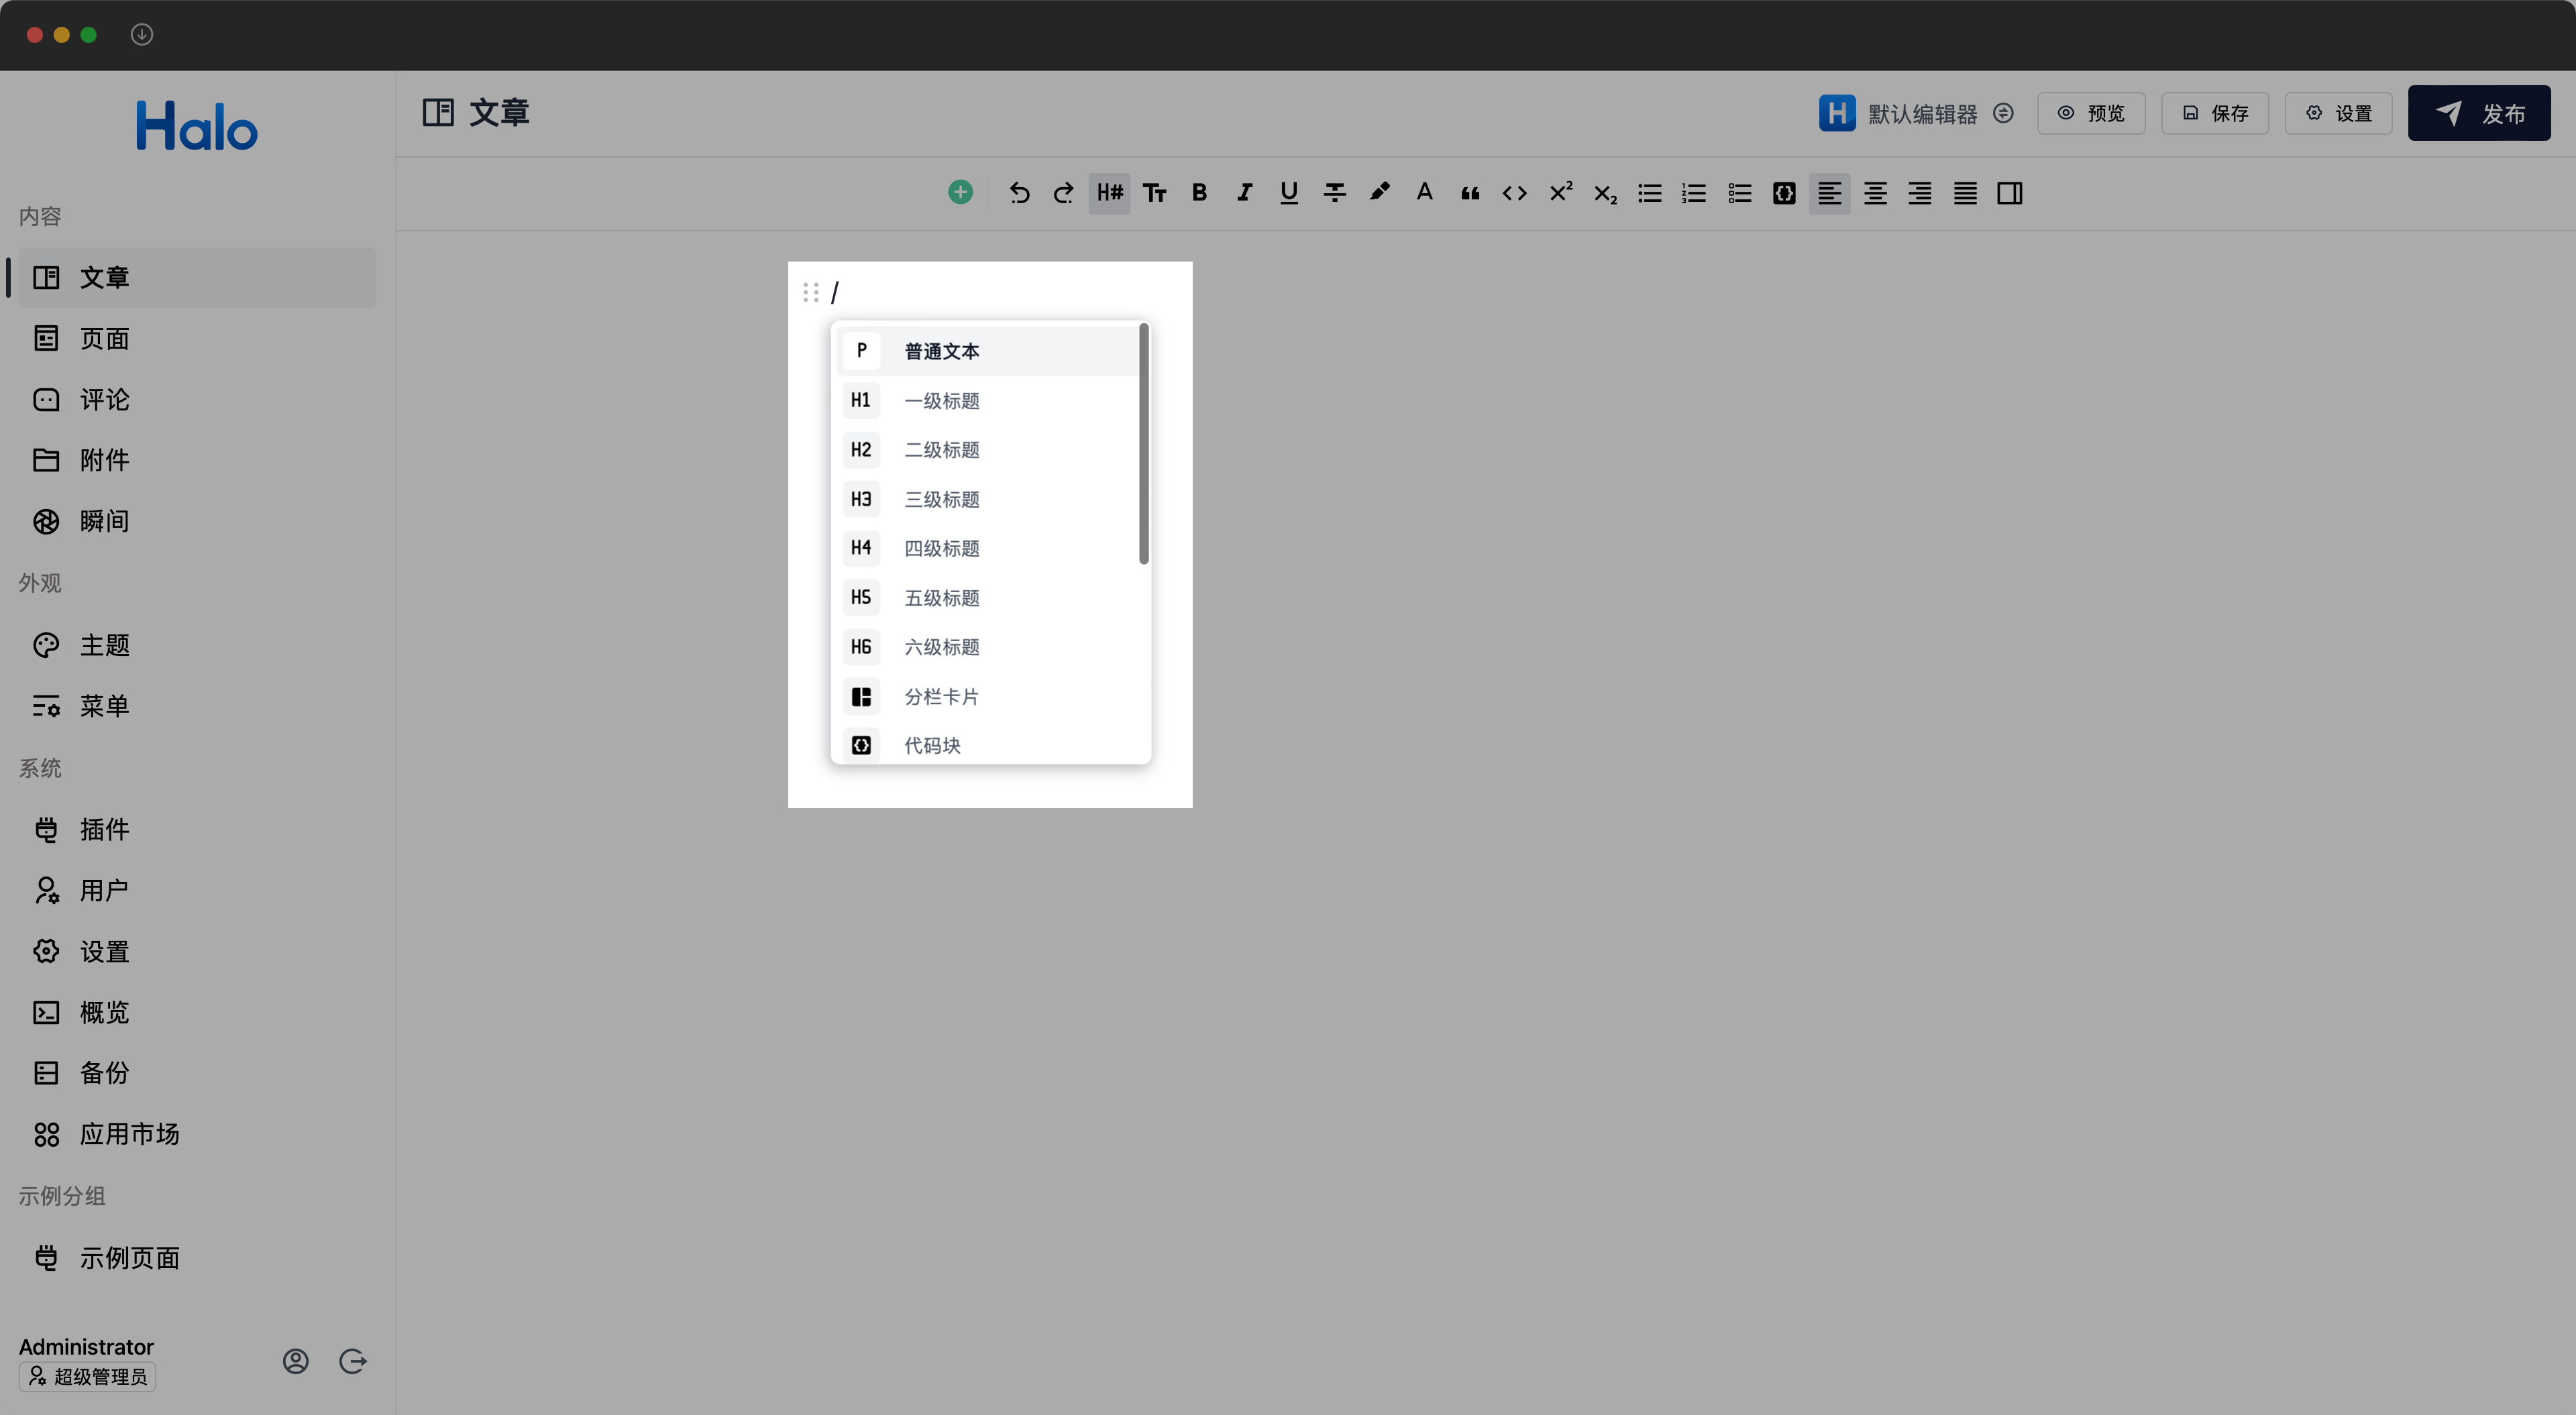 Halo
内容
文章
页面
评论
附件
瞬间
外观
主题
菜单
系统
插件
用户
设置
概览
备份
应用市场
示例分组
示例页面
Administrator
超级管理员
文章
H 默认编辑器 预览 保存 设置 发布
H# Tт B I U T A X² X₂
/
P 普通文本
H1 一级标题
H2 二级标题
H3 三级标题
H4 四级标题
H5 五级标题
H6 六级标题
分栏卡片
代码块